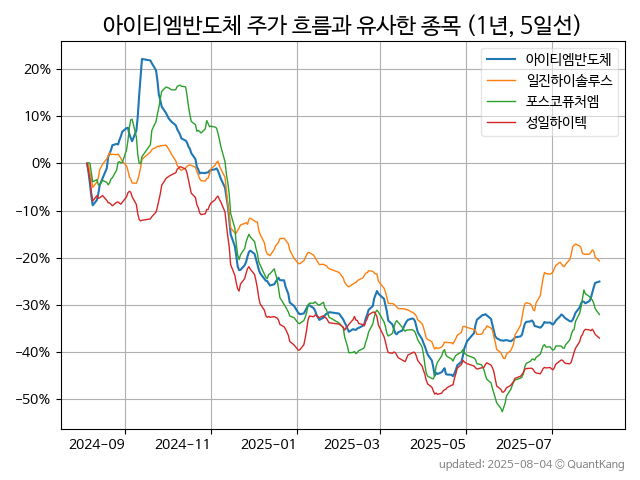 아이티엠반도체 주가 흐름과 유사한 종목 (1년, 5일선)
아이티엠반도체
일진하이솔루스
포스코퓨처엠
성일하이텍
20%
10%
0%
−10%
−20%
−30%
−40%
−50%
2024−09
2024−11
2025−01
2025−03
2025−05
2025−07
updated: 2025-08-04 © QuantKang